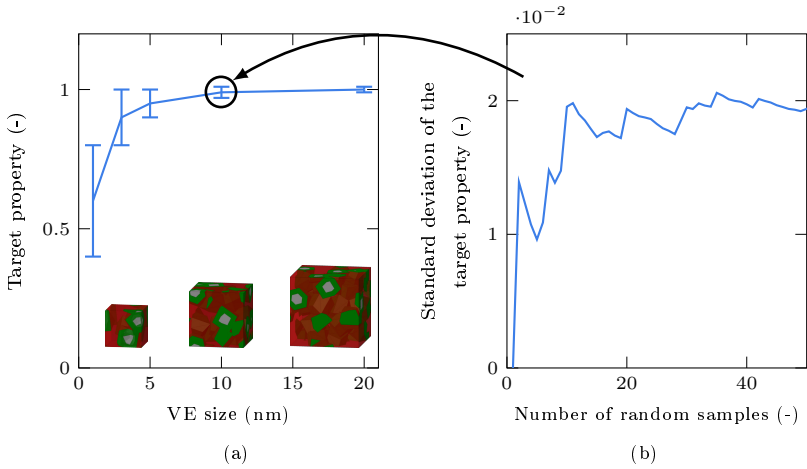 ·10⁻²
1
0.5
0
0 5 10 15 20
Target property (-)
VE size (nm)
(a)
2
1
0
0 20 40
Standard deviation of the
target property (-)
Number of random samples (-)
(b)